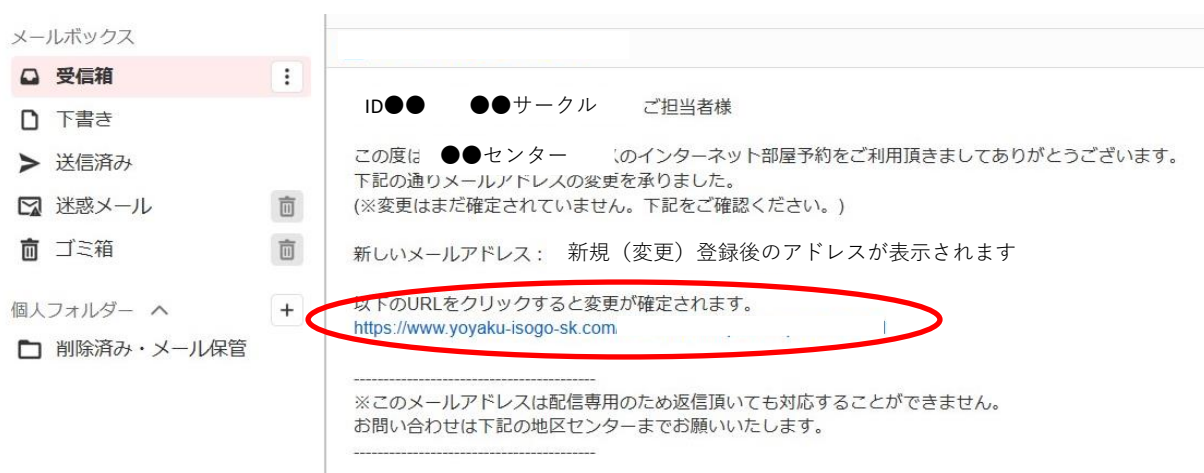 メールボックス
受信箱
下書き
送信済み
迷惑メール
ゴミ箱
個人フォルダー
削除済み・メール保管
ID●● ●●サークル ご担当者様
この度は ●●センター のインターネット部屋予約をご利用頂きましてありがとうございます。
下記の通りメールアドレスの変更を承りました。
(※変更はまだ確定されていません。下記をご確認ください。)
新しいメールアドレス： 新規（変更）登録後のアドレスが表示されます
以下のURLをクリックすると変更が確定されます。
https://www.yoyaku-isogo-sk.com/
----------------------------------------
※このメールアドレスは配信専用のため返信頂いても対応することができません。
お問い合わせは下記の地区センターまでお願いいたします。
----------------------------------------